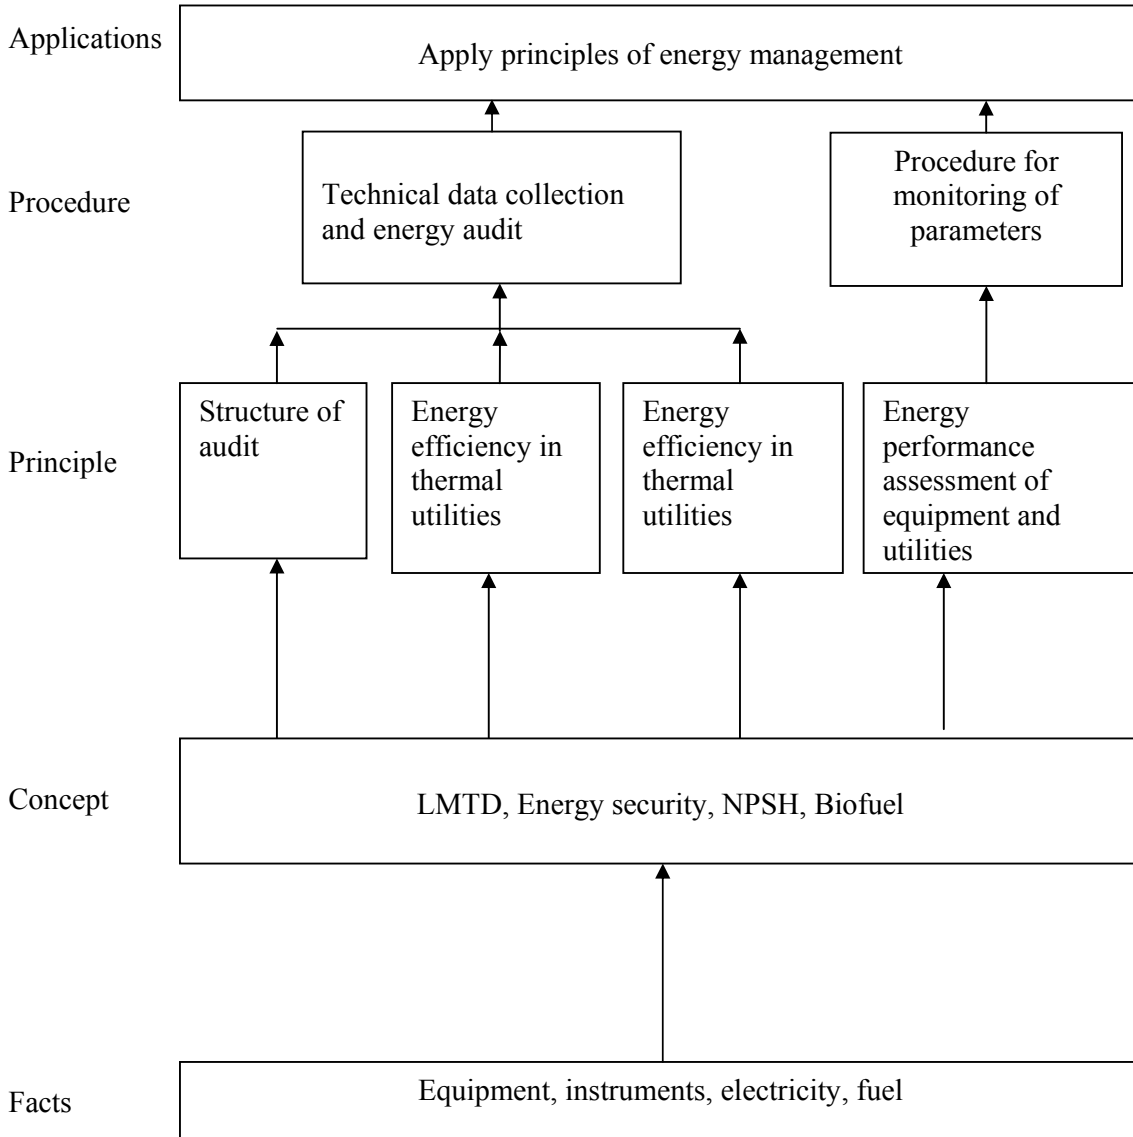 Applications
Apply principles of energy management
Procedure
Technical data collection
and energy audit
Procedure for
monitoring of
parameters
Principle
Structure of
audit
Energy
efficiency in
thermal
utilities
Energy
efficiency in
thermal
utilities
Energy
performance
assessment of
equipment and
utilities
Concept
LMTD, Energy security, NPSH, Biofuel
Facts
Equipment, instruments, electricity, fuel